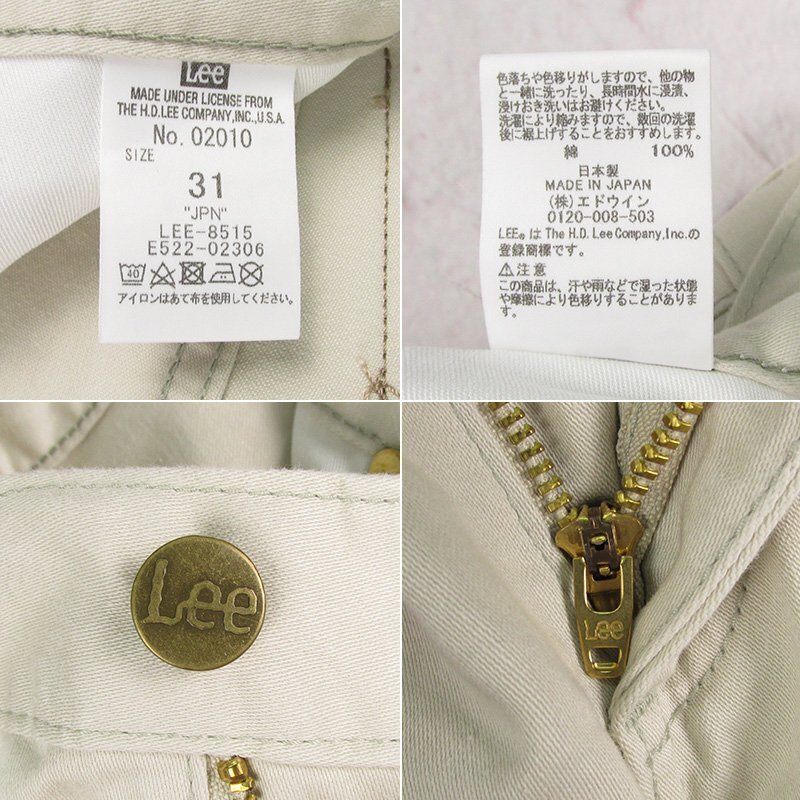 Lee
MADE UNDER LICENSE FROM
THE H.D.LEE COMPANY,INC.,U.S.A.
No. 02010
SIZE
31
"JPN"
LEE-8515
E522-02306
40
アイロンはあて布を使用して下さい。
色落ちや色移りがしますので、他の物
と一緒に洗ったり、長時間水に浸漬、
浸けおき洗いはお避けください。
洗濯により縮みますので、数回の洗濯
後に裾上げすることをおすすめします。
綿 100%
日本製
MADE IN JAPAN
(株)エドウイン
0120-008-503
LEE® は The H.D. Lee Company,Inc.の
登録商標です。
注意
この商品は、汗や雨などで湿った状態
や摩擦により色移りすることがありま
す。
Lee
Lee